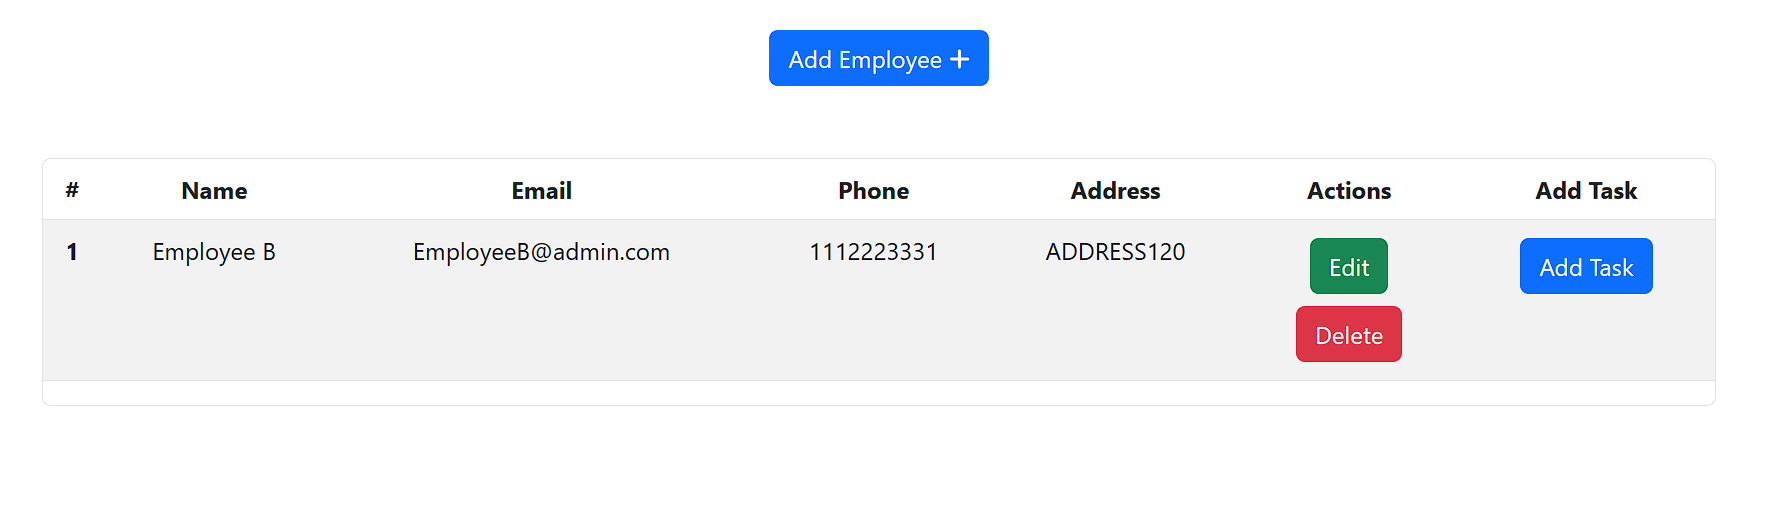 Add Employee +
# Name Email Phone Address Actions Add Task
1 Employee B EmployeeB@admin.com 1112223331 ADDRESS120 Edit Add Task
Delete